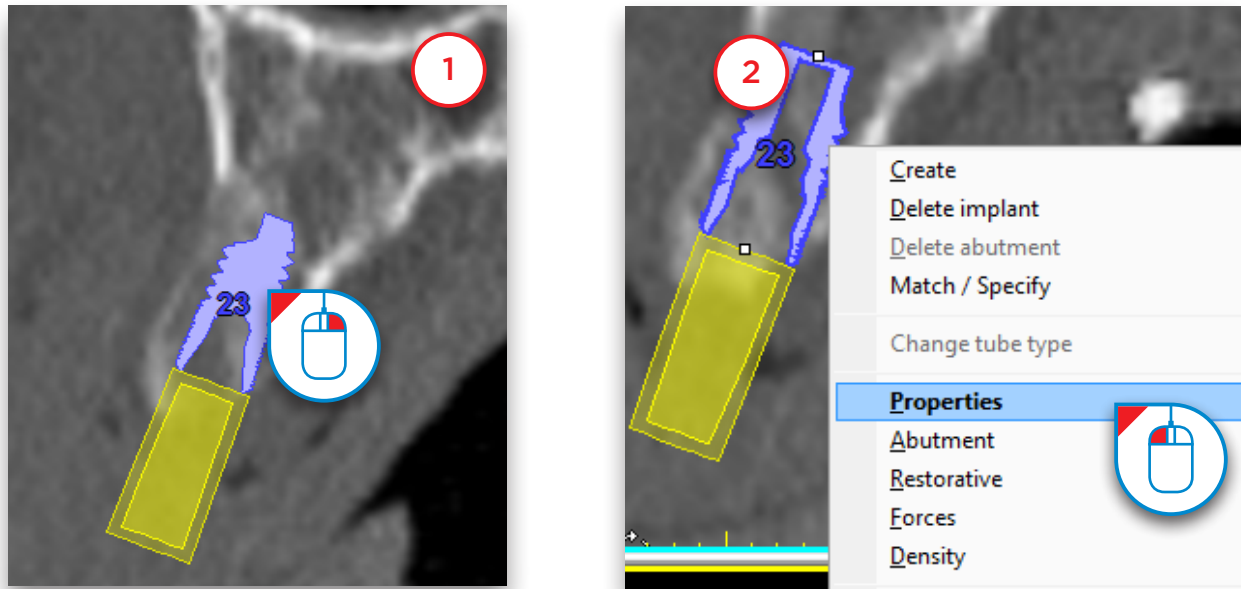 1
23
2
23
Create
Delete implant
Delete abutment
Match / Specify
Change tube type
Properties
Abutment
Restorative
Forces
Density